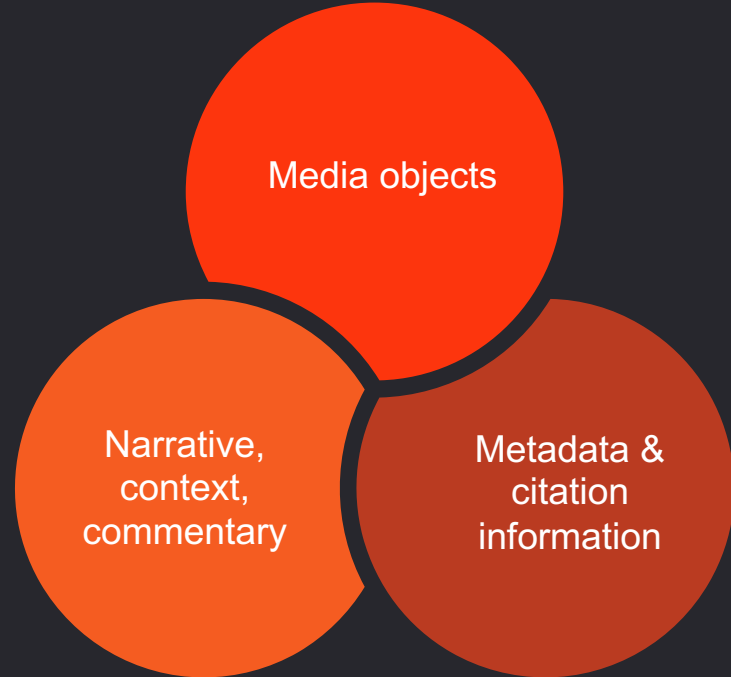 Media objects
Narrative,
context,
commentary
Metadata &
citation
information